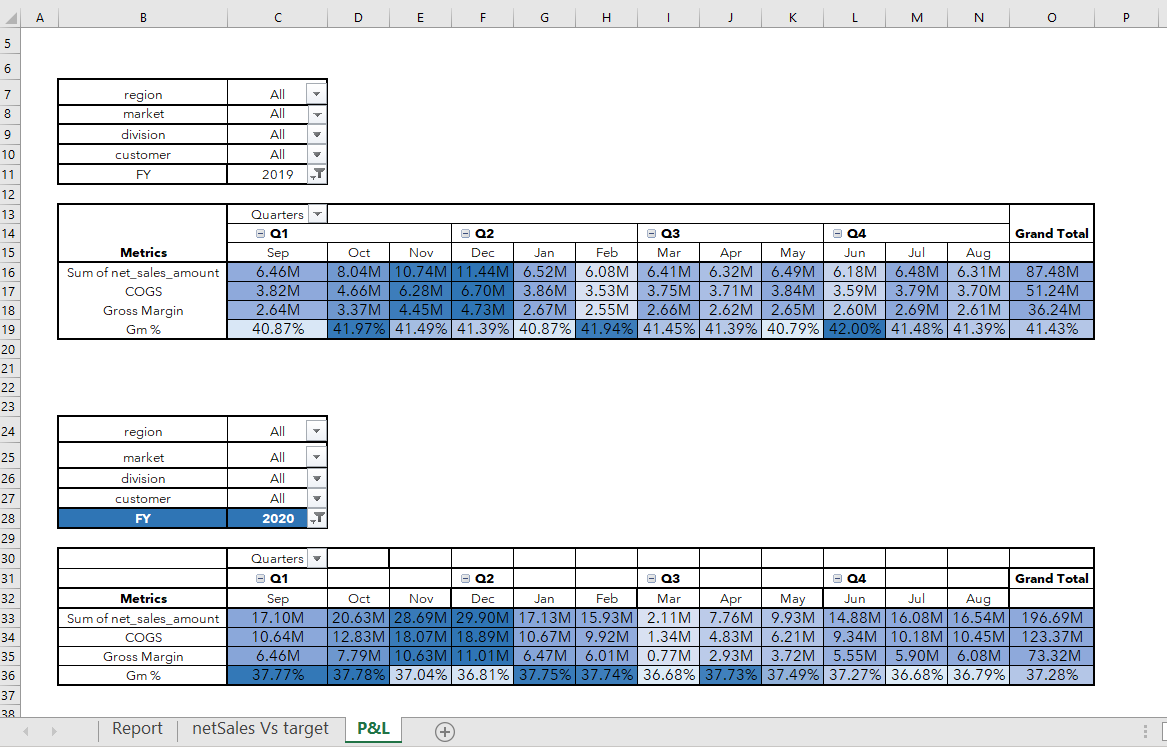 A B C D E F G H I J K L M N O P
5
6
7 region All
8 market All
9 division All
10 customer All
11 FY 2019
12
13 Quarters
14 Q1 Q2 Q3 Q4 Grand Total
15 Metrics Sep Oct Nov Dec Jan Feb Mar Apr May Jun Jul Aug
16 Sum of net_sales_amount 6.46M 8.04M 10.74M 11.44M 6.52M 6.08M 6.41M 6.32M 6.49M 6.18M 6.48M 6.31M 87.48M
17 COGS 3.82M 4.66M 6.28M 6.70M 3.86M 3.53M 3.75M 3.71M 3.84M 3.59M 3.79M 3.70M 51.24M
18 Gross Margin 2.64M 3.37M 4.45M 4.73M 2.67M 2.55M 2.66M 2.62M 2.65M 2.60M 2.69M 2.61M 36.24M
19 Gm % 40.87% 41.97% 41.49% 41.39% 40.87% 41.94% 41.45% 41.39% 40.79% 42.00% 41.48% 41.39% 41.43%
20
21
22
23
24 region All
25 market All
26 division All
27 customer All
28 FY 2020
29
30 Quarters
31 Q1 Q2 Q3 Q4 Grand Total
32 Metrics Sep Oct Nov Dec Jan Feb Mar Apr May Jun Jul Aug
33 Sum of net_sales_amount 17.10M 20.63M 28.69M 29.90M 17.13M 15.93M 2.11M 7.76M 9.93M 14.88M 16.08M 16.54M 196.69M
34 COGS 10.64M 12.83M 18.07M 18.89M 10.67M 9.92M 1.34M 4.83M 6.21M 9.34M 10.18M 10.45M 123.37M
35 Gross Margin 6.46M 7.79M 10.63M 11.01M 6.47M 6.01M 0.77M 2.93M 3.72M 5.55M 5.90M 6.08M 73.32M
36 Gm % 37.77% 37.78% 37.04% 36.81% 37.75% 37.74% 36.68% 37.73% 37.49% 37.27% 36.68% 36.79% 37.28%
37
38
Report netSales Vs target P&L